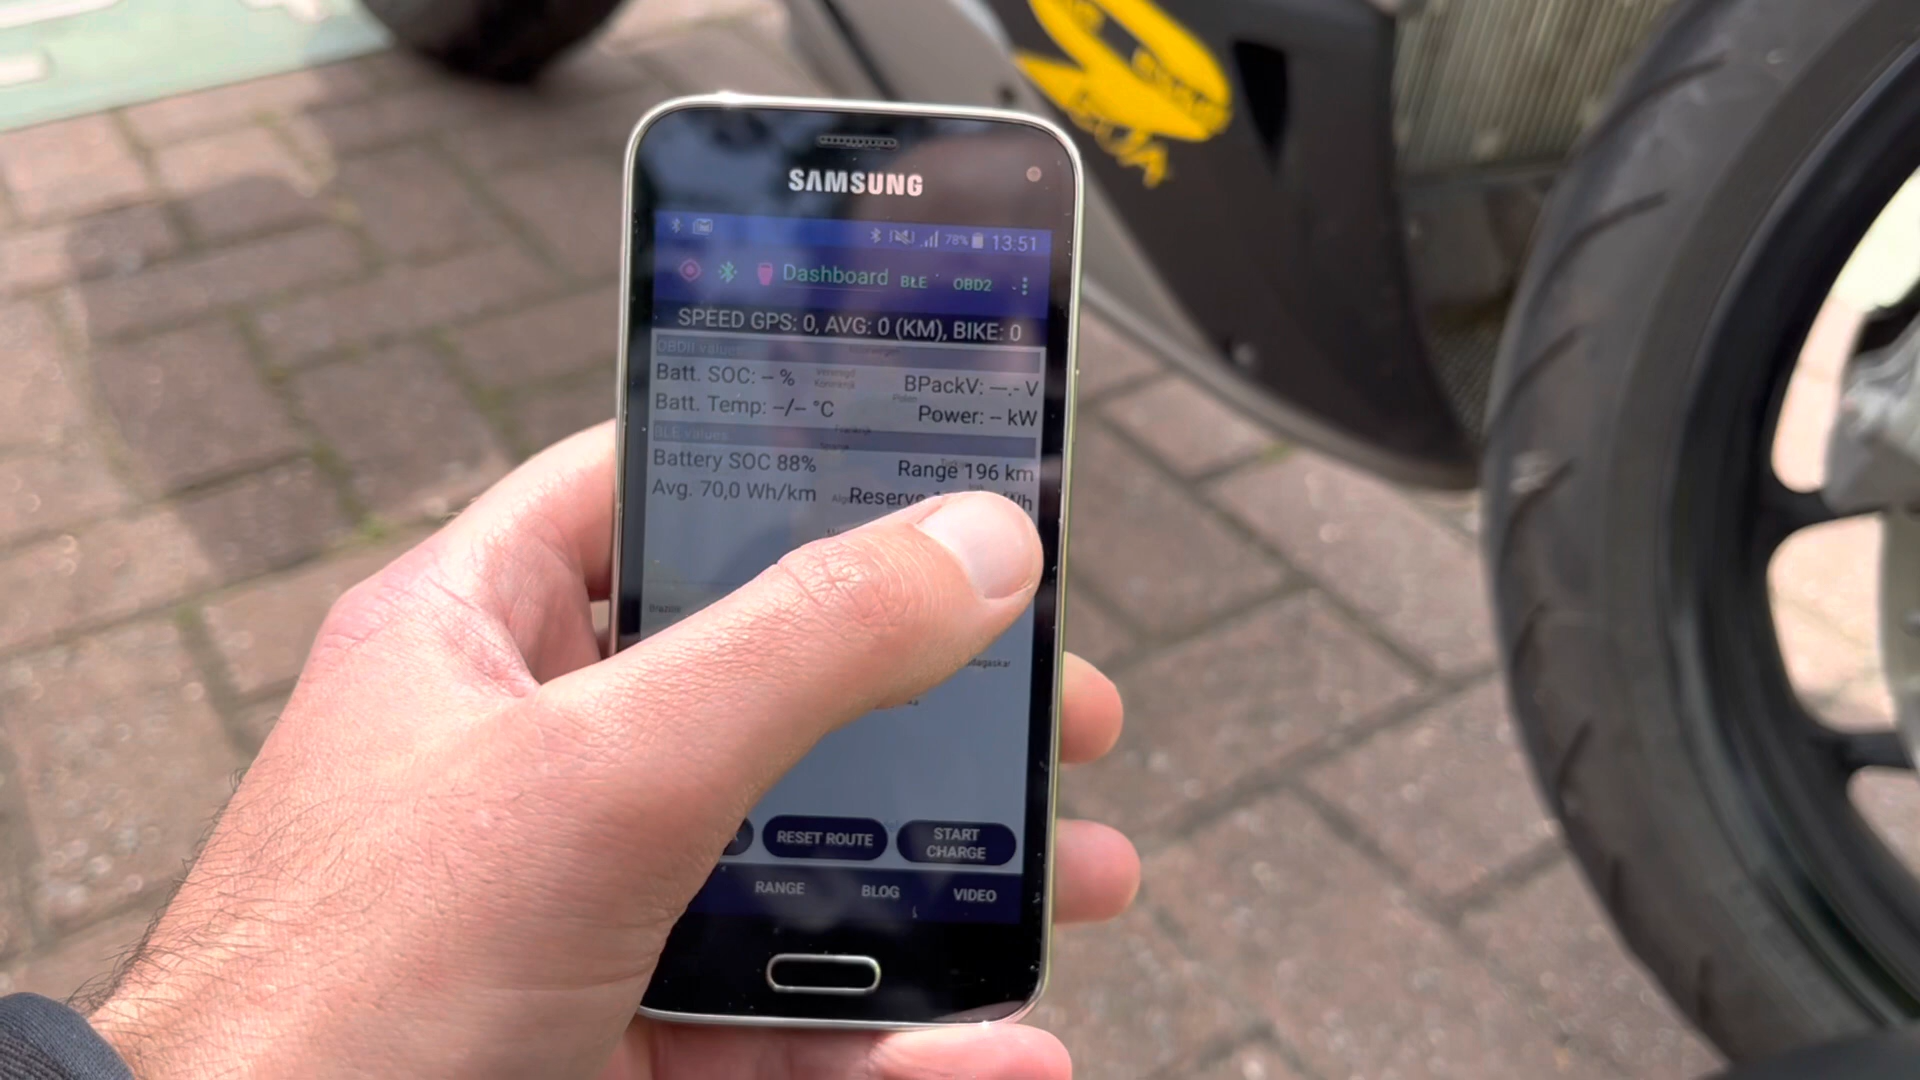 SAMSUNG
78% 13:51
Dashboard BLE OBD2
SPEED GPS: 0, AVG: 0 (KM), BIKE: 0
OBDII values
Batt. SOC: -- % BPackV: ---.- V
Batt. Temp: --/-- °C Power: -- kW
BLE values
Battery SOC 88% Range 196 km
Avg. 70,0 Wh/km Reserve
RESET ROUTE START CHARGE
RANGE BLOG VIDEO